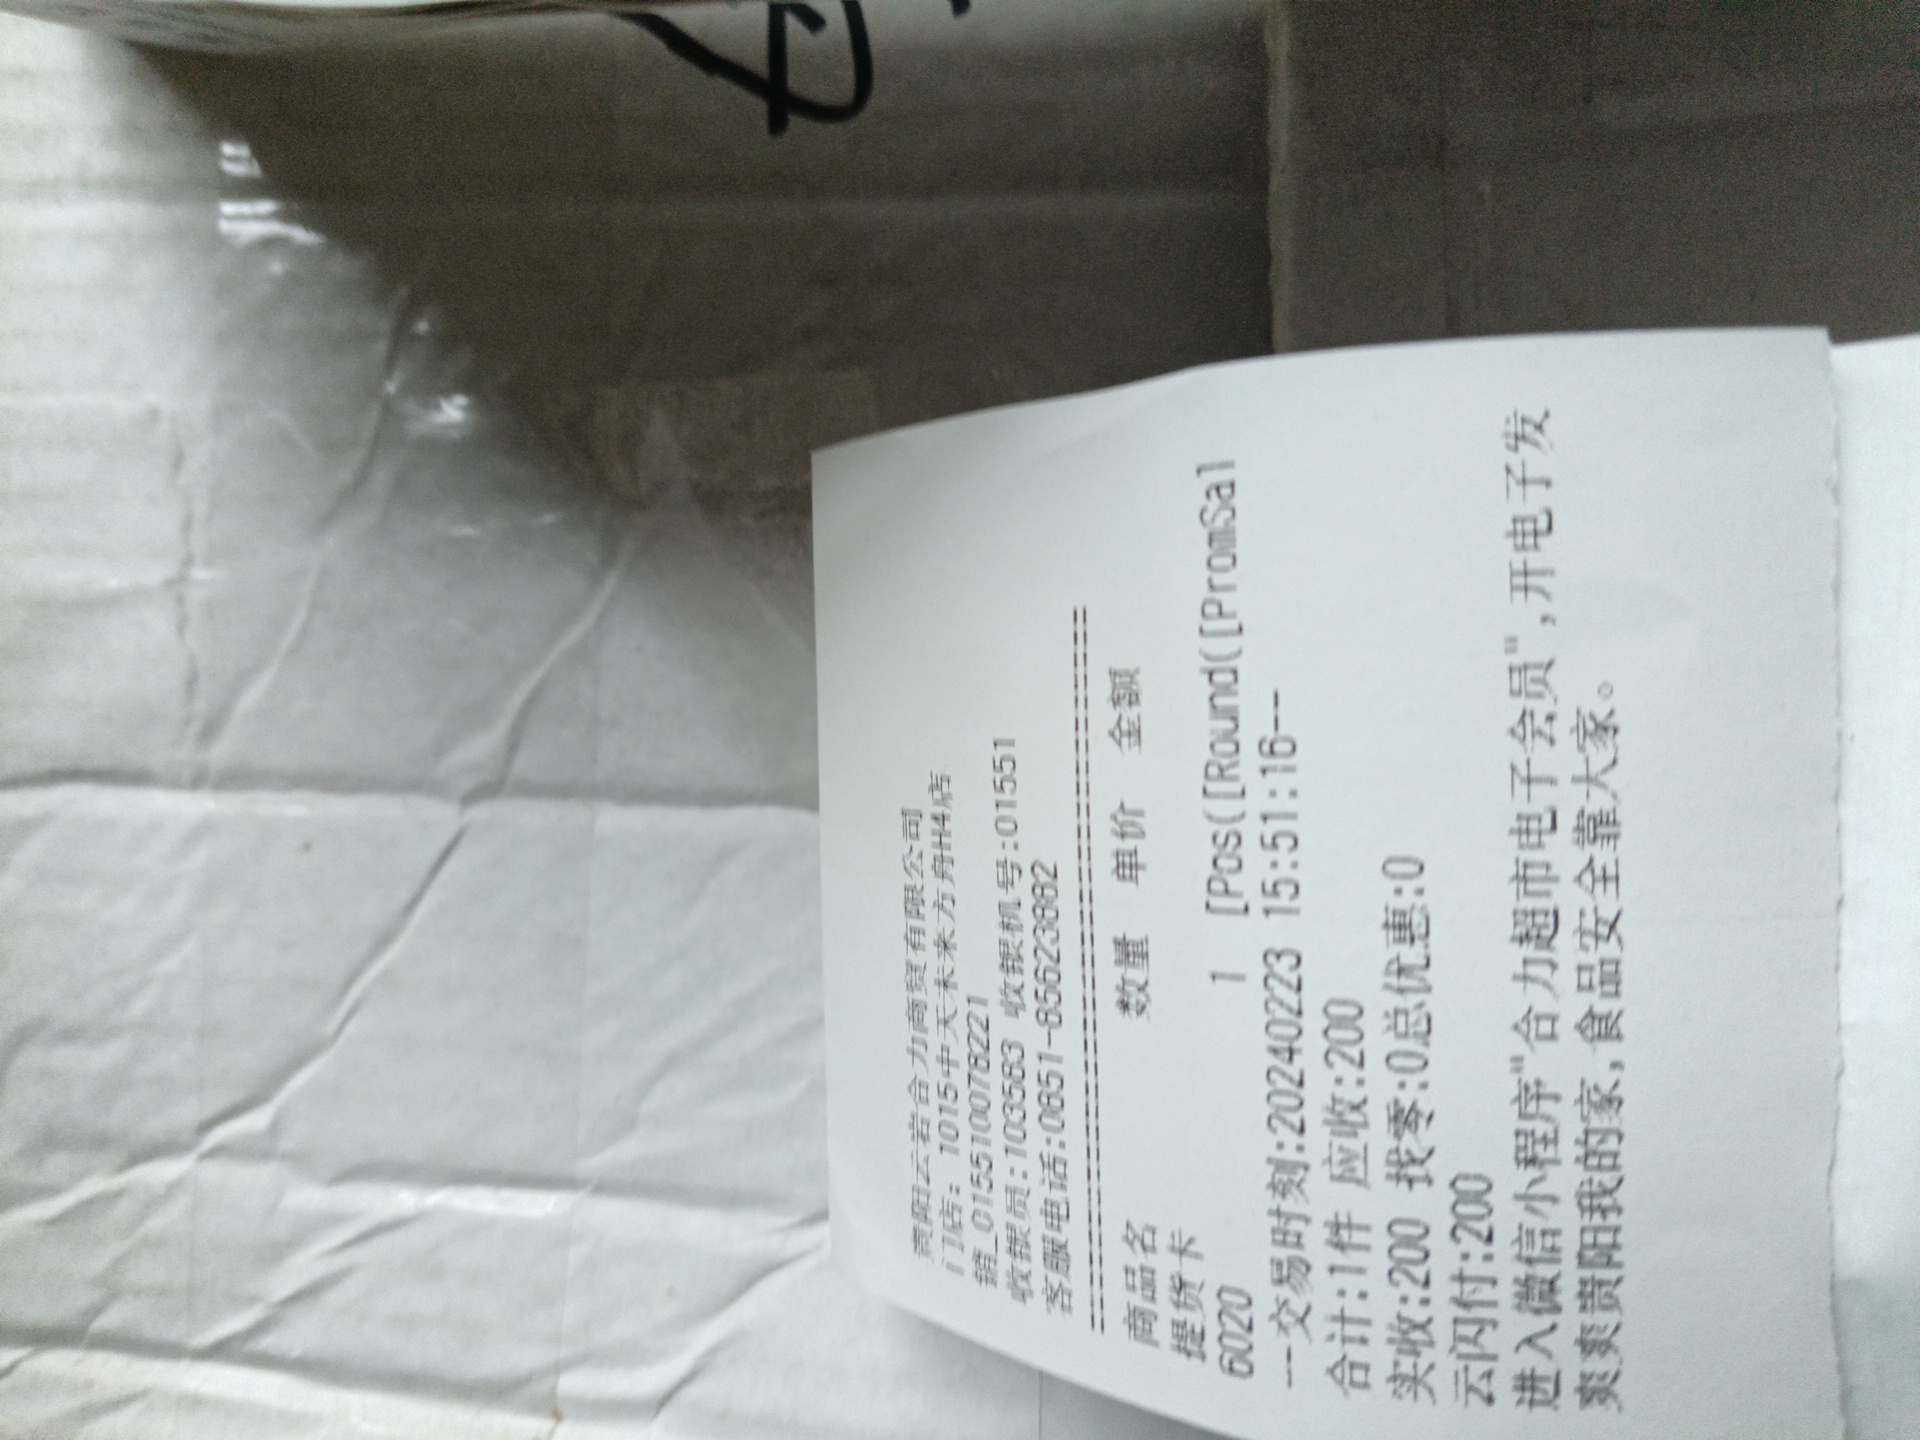 贵阳云岩合力商贸有限公司
门店: 1015中天未来方舟H4店
销_0155510078221
收银员:103583 收银机号:01551
客服电话:0851-85623882
商品名 数量 单价 金额
提货卡
6020 1 [Pos([Round([PromSal
---交易时刻:20240223 15:51:16--
合计:1件 应收:200
实收:200 找零:0总优惠:0
云闪付:200
进入微信小程序"合力超市电子会员",开电子发
爽爽贵阳我的家,食品安全靠大家。